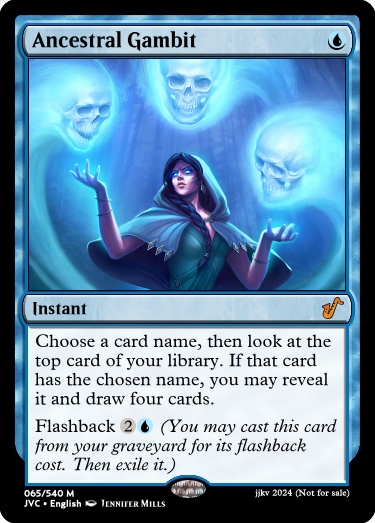 Ancestral Gambit
Instant
Choose a card name, then look at the
top card of your library. If that card
has the chosen name, you may reveal
it and draw four cards.
Flashback 2 (You may cast this card
from your graveyard for its flashback
cost. Then exile it.)
065/540 M
JVC • English Jennifer Mills
jjkv 2024 (Not for sale)